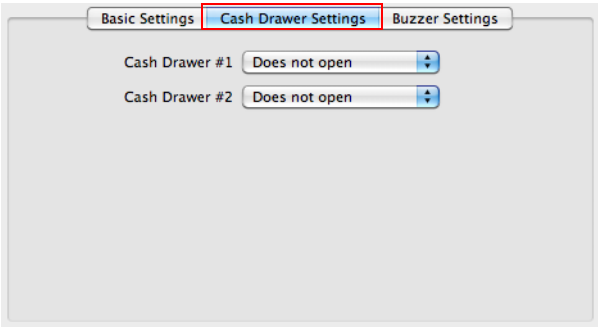 Basic Settings Cash Drawer Settings Buzzer Settings
Cash Drawer #1 Does not open
Cash Drawer #2 Does not open